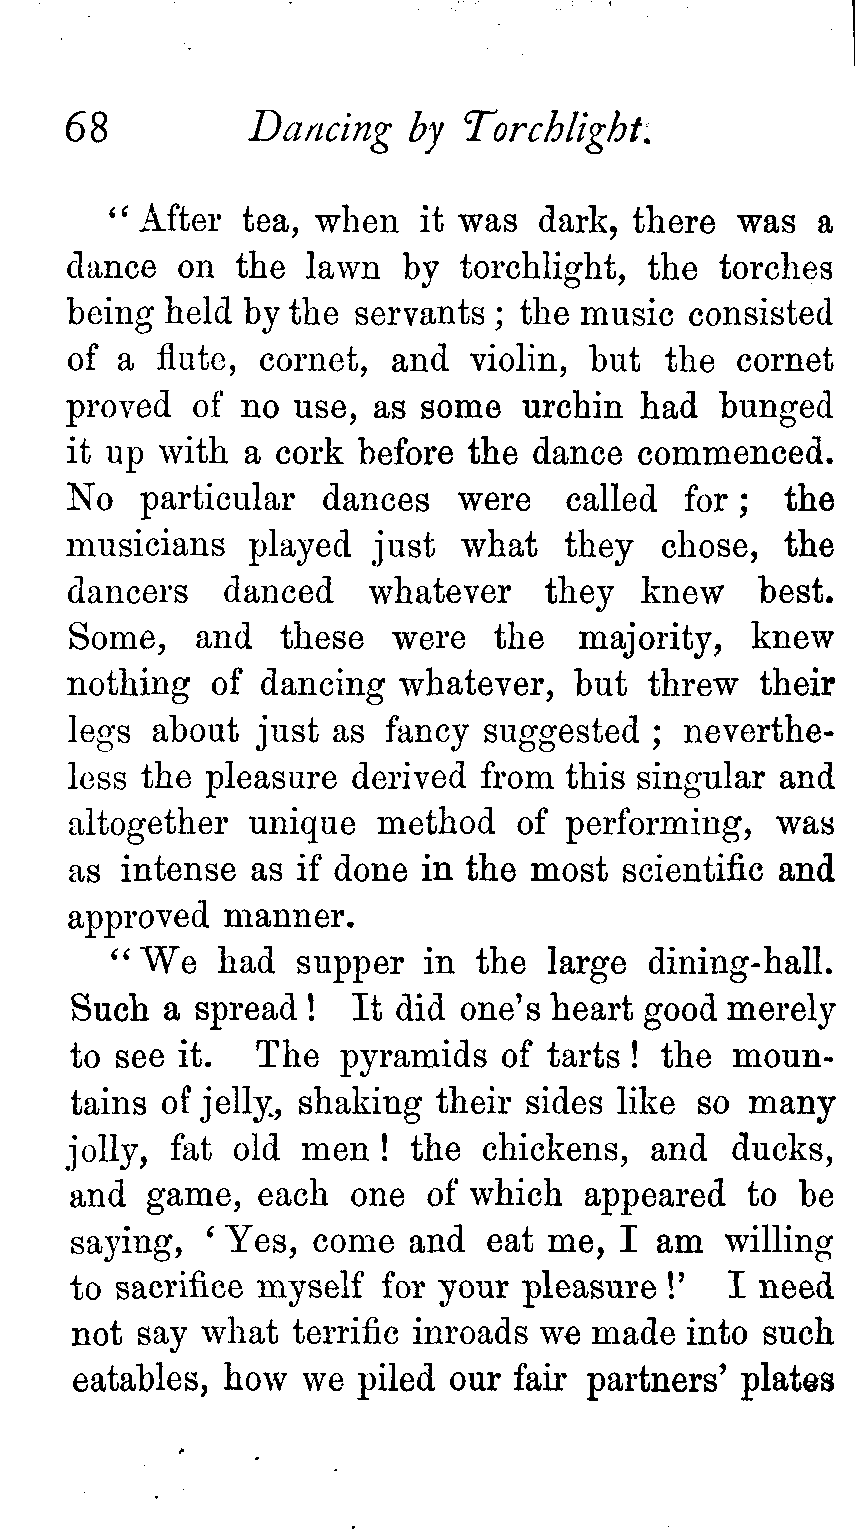 68 Dancing by Torchlight.
“After tea, when it was dark, there was a
dance on the lawn by torchlight, the torches
being held by the servants; the music consisted
of a flute, cornet, and violin, but the cornet
proved of no use, as some urchin had bunged
it up with a cork before the dance commenced.
No particular dances were called for; the
musicians played just what they chose, the
dancers danced whatever they knew best.
Some, and these were the majority, knew
nothing of dancing whatever, but threw their
legs about just as fancy suggested; neverthe-
less the pleasure derived from this singular and
altogether unique method of performing, was
as intense as if done in the most scientific and
approved manner.
“We had supper in the large dining-hall.
Such a spread! It did one’s heart good merely
to see it. The pyramids of tarts! the moun-
tains of jelly, shaking their sides like so many
jolly, fat old men! the chickens, and ducks,
and game, each one of which appeared to be
saying, ‘Yes, come and eat me, I am willing
to sacrifice myself for your pleasure!’ I need
not say what terrific inroads we made into such
eatables, how we piled our fair partners’ plates